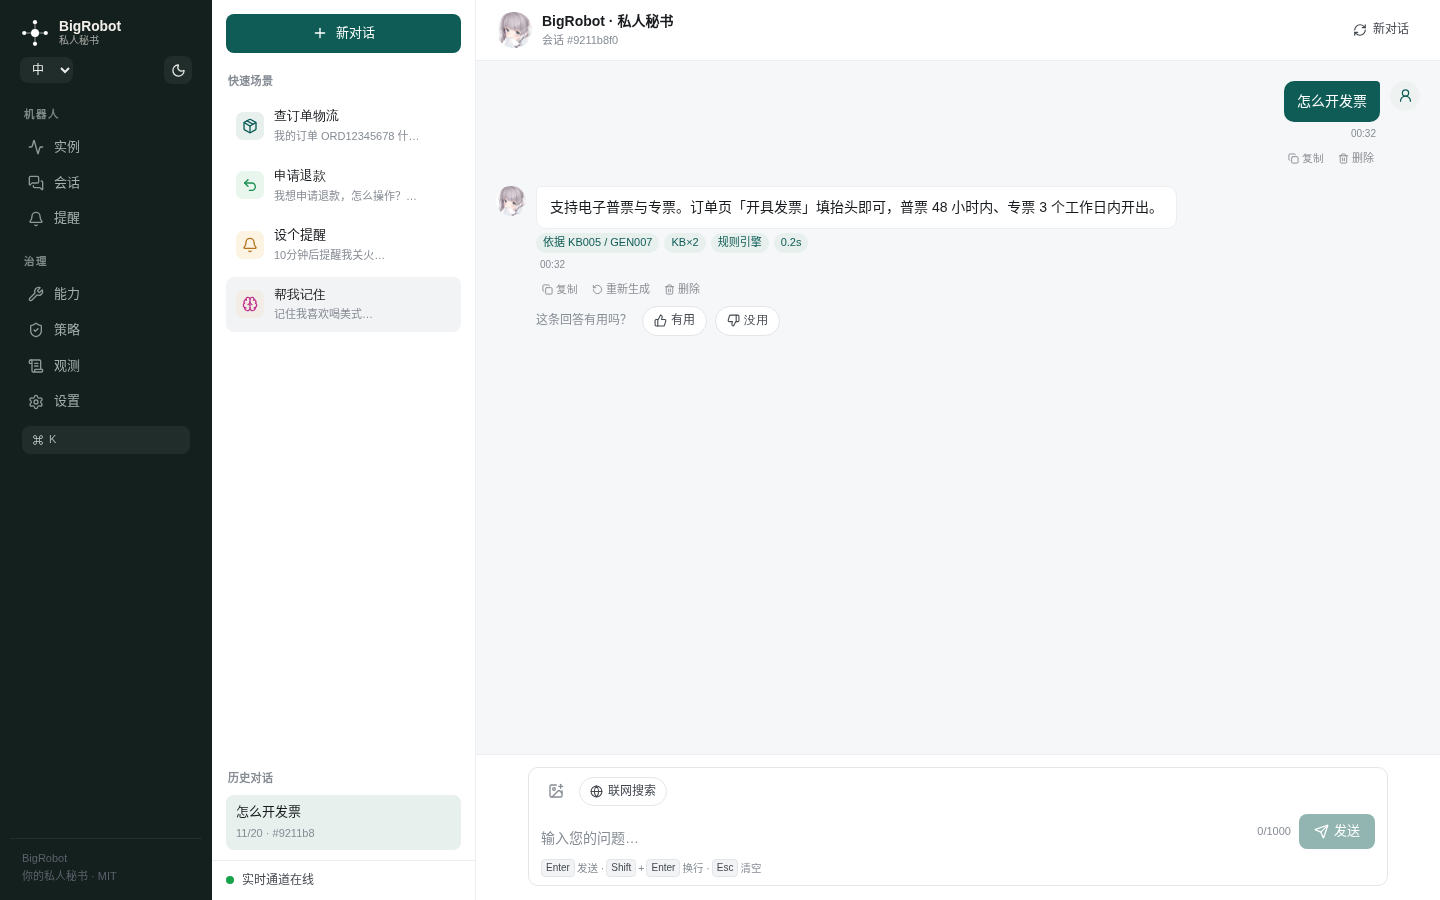 BigRobot
私人秘书
中
机器人
实例
会话
提醒
治理
能力
策略
观测
设置
⌘ K
BigRobot
你的私人秘书 · MIT
新对话
快速场景
查订单物流
我的订单 ORD12345678 什…
申请退款
我想申请退款，怎么操作？…
设个提醒
10分钟后提醒我关火…
帮我记住
记住我喜欢喝美式…
历史对话
怎么开发票
11/20 · #9211b8
实时通道在线
BigRobot · 私人秘书
会话 #9211b8f0
新对话
怎么开发票
00:32
复制 删除
支持电子普票与专票。订单页「开具发票」填抬头即可，普票 48 小时内、专票 3 个工作日内开出。
依据 KB005 / GEN007 KB×2 规则引擎 0.2s
00:32
复制 重新生成 删除
这条回答有用吗？ 有用 没用
联网搜索
输入您的问题…
0/1000 发送
Enter 发送 · Shift + Enter 换行 · Esc 清空